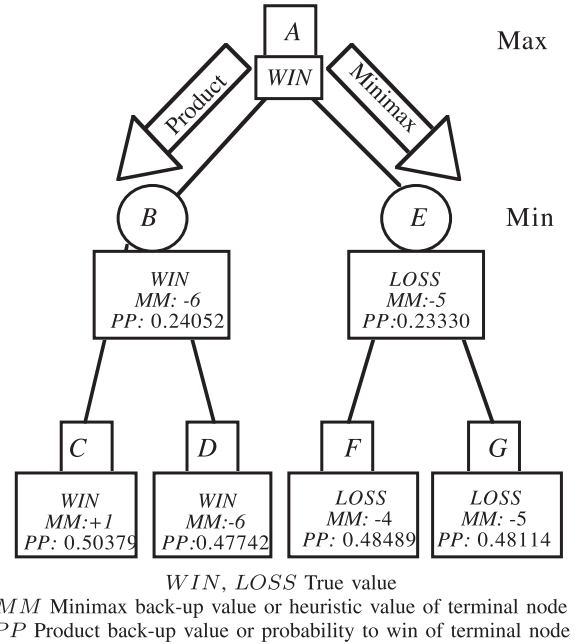 A
Max
WIN
Product
Minimax
B
E
Min
WIN
MM: -6
PP: 0.24052
LOSS
MM:-5
PP:0.23330
C
D
F
G
WIN
MM:+1
PP: 0.50379
WIN
MM:-6
PP:0.47742
LOSS
MM: -4
PP: 0.48489
LOSS
MM: -5
PP: 0.48114
WIN, LOSS True value
MM Minimax back-up value or heuristic value of terminal node
PP Product back-up value or probability to win of terminal node